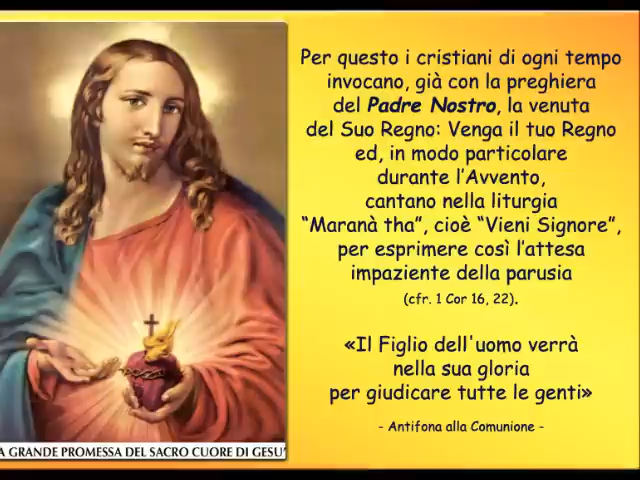 Per questo i cristiani di ogni tempo
invocano, già con la preghiera
del Padre Nostro, la venuta
del Suo Regno: Venga il tuo Regno
ed, in modo particolare
durante l'Avvento,
cantano nella liturgia
“Maranà tha”, cioè “Vieni Signore”,
per esprimere così l'attesa
impaziente della parusia
(cfr. 1 Cor 16, 22).
«Il Figlio dell'uomo verrà
nella sua gloria
per giudicare tutte le genti»
- Antifona alla Comunione -
A GRANDE PROMESSA DEL SACRO CUORE DI GESU'